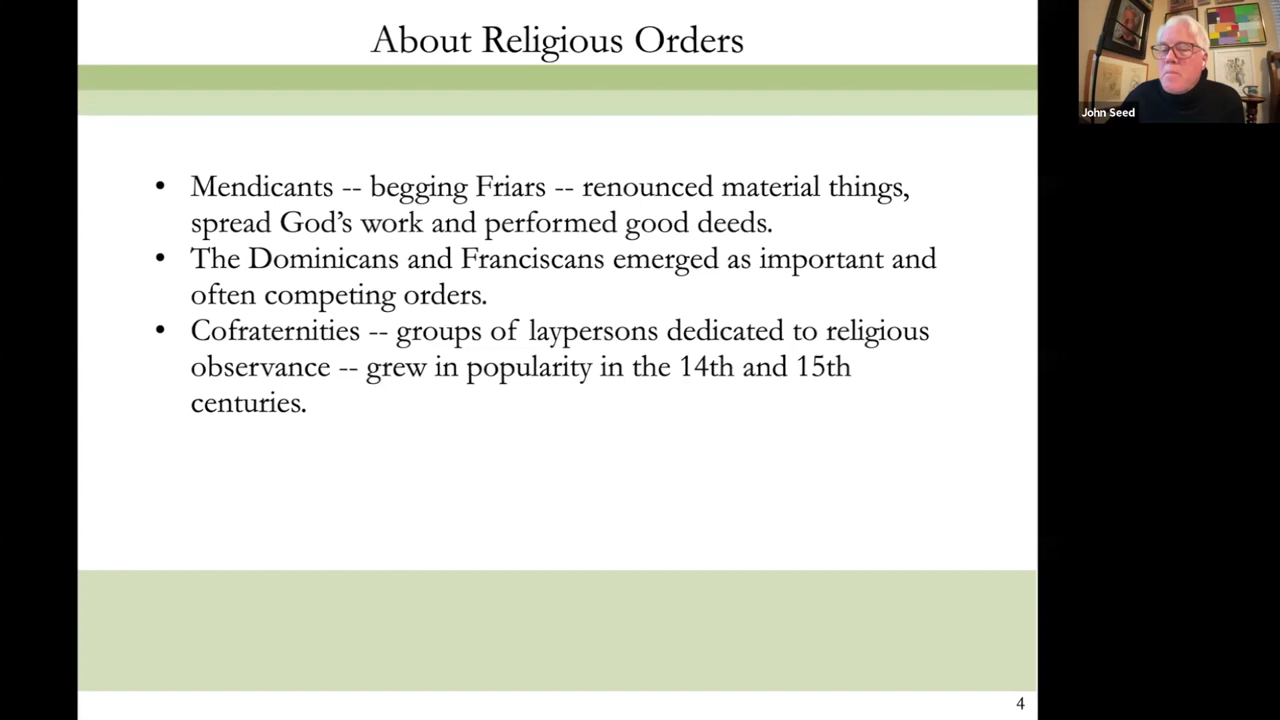 About Religious Orders
John Seed
• Mendicants -- begging Friars -- renounced material things,
spread God’s work and performed good deeds.
• The Dominicans and Franciscans emerged as important and
often competing orders.
• Cofraternities -- groups of laypersons dedicated to religious
observance -- grew in popularity in the 14th and 15th
centuries.
4